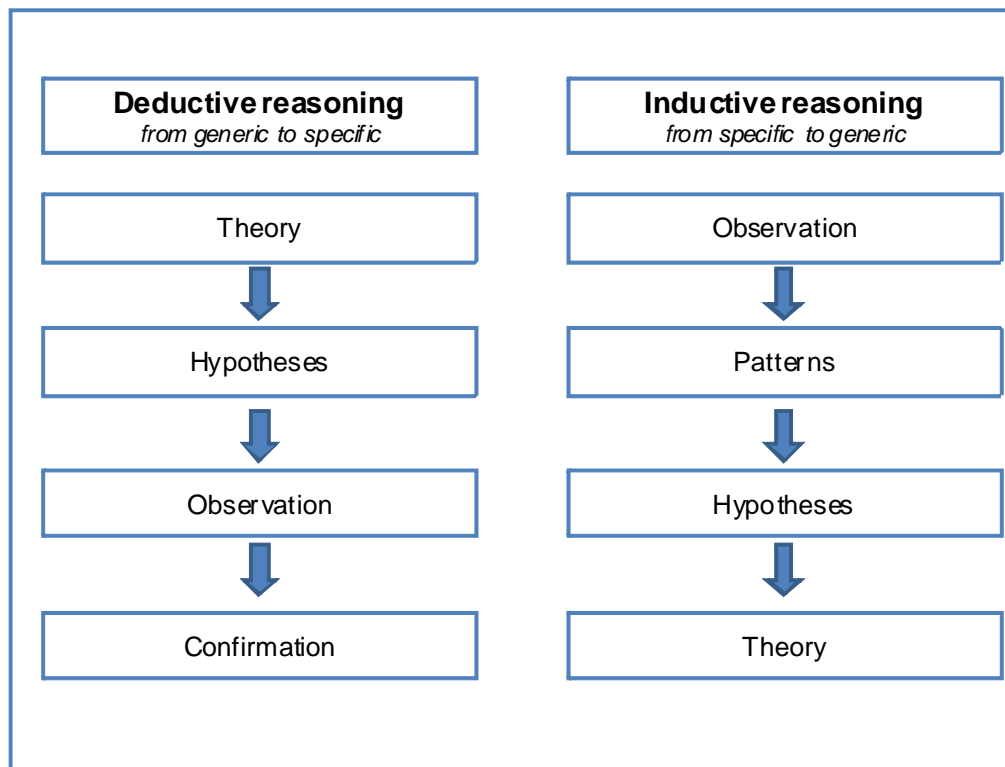 Deductive reasoning
from generic to specific
Theory
Hypotheses
Observation
Confirmation
Inductive reasoning
from specific to generic
Observation
Patterns
Hypotheses
Theory